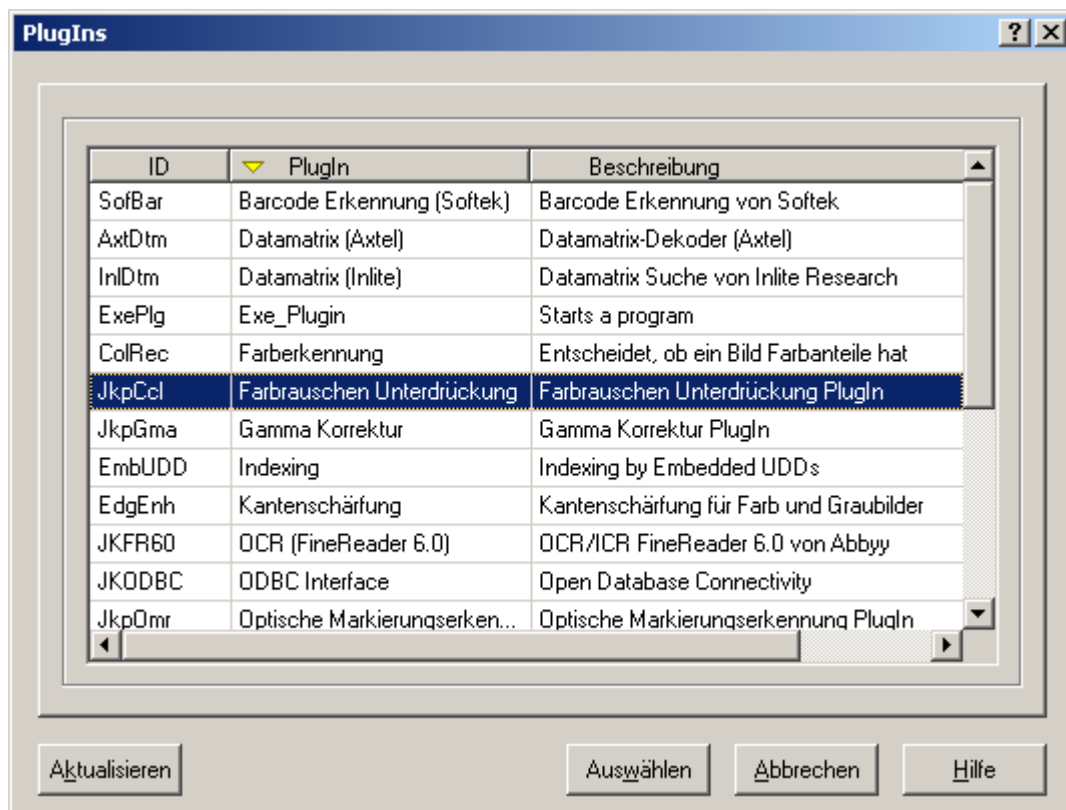 PlugIns
ID PlugIn Beschreibung
SofBar Barcode Erkennung (Softek) Barcode Erkennung von Softek
AxtDtm Datamatrix (Axtel) Datamatrix-Dekoder (Axtel)
InlDtm Datamatrix (Inlite) Datamatrix Suche von Inlite Research
ExePlg Exe_Plugin Starts a program
ColRec Farberkennung Entscheidet, ob ein Bild Farbanteile hat
JkpCcl Farbrauschen Unterdrückung Farbrauschen Unterdrückung PlugIn
JkpGma Gamma Korrektur Gamma Korrektur PlugIn
EmbUDD Indexing Indexing by Embedded UDDs
EdgEnh Kantenschärfung Kantenschärfung für Farb und Graubilder
JKFR60 OCR (FineReader 6.0) OCR/ICR FineReader 6.0 von Abbyy
JKODBC ODBC Interface Open Database Connectivity
JkpOmr Optische Markierungserken... Optische Markierungserkennung PlugIn
Aktualisieren Auswählen Abbrechen Hilfe